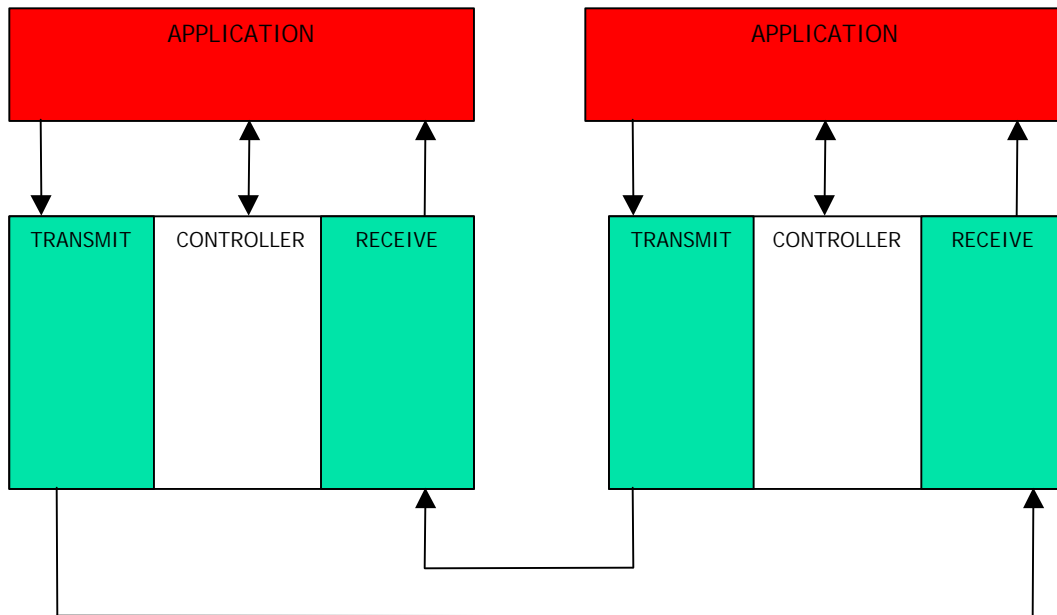 APPLICATION
APPLICATION
TRANSMIT CONTROLLER RECEIVE
TRANSMIT CONTROLLER RECEIVE